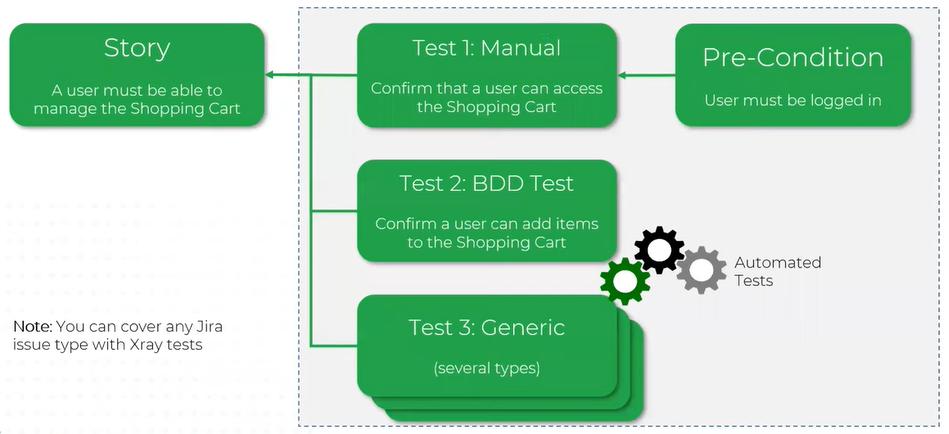 Story
A user must be able to
manage the Shopping Cart
Test 1: Manual
Confirm that a user can access
the Shopping Cart
Pre-Condition
User must be logged in
Test 2: BDD Test
Confirm a user can add items
to the Shopping Cart
Automated
Tests
Test 3: Generic
(several types)
Note: You can cover any Jira
issue type with Xray tests